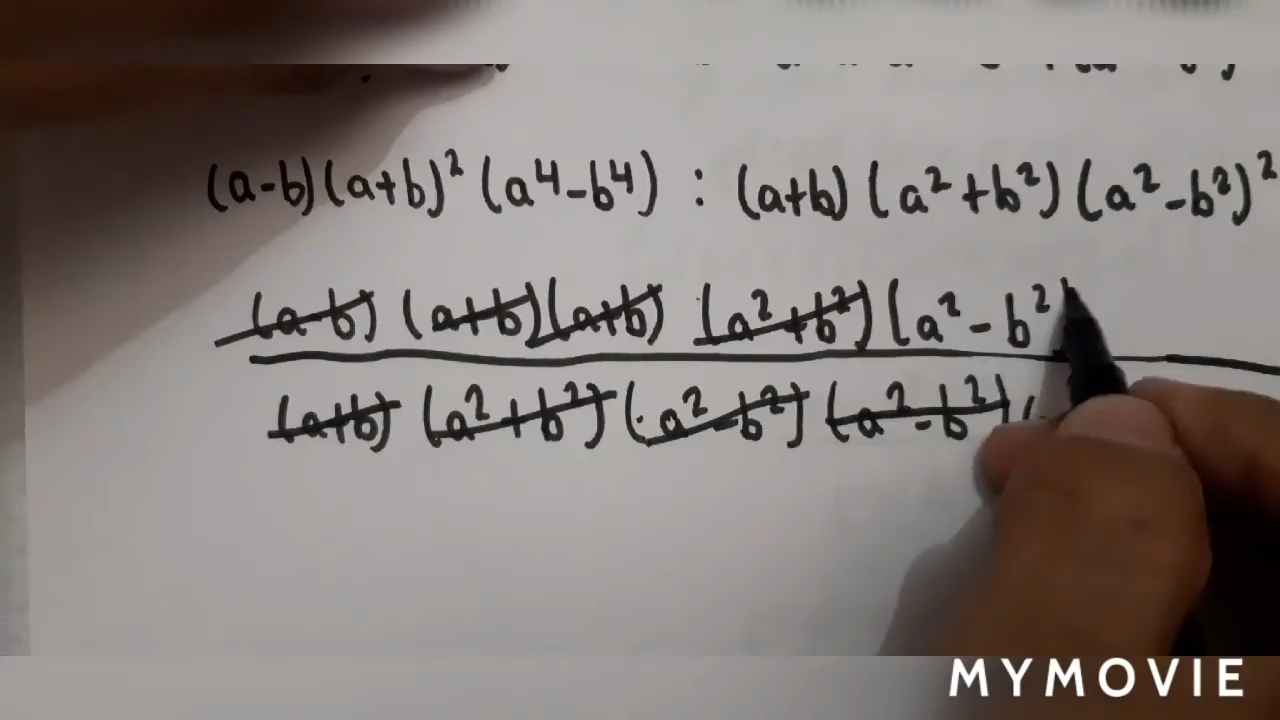 (a-b)(a+b)² (a⁴-b⁴) : (a+b) (a²+b²) (a²-b²)²
(a-b) (a+b)(a+b) (a²+b²) (a²-b²)
(a+b) (a²+b²) (a²-b²) (a²-b²) (
MYMOVIE